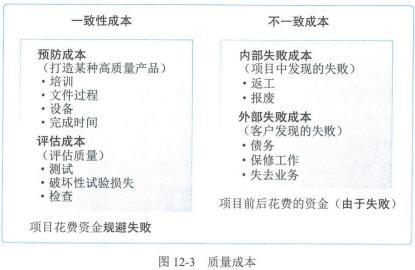 一致性成本
预防成本
（打造某种高质量产品）
・培训
・文件过程
・设备
・完成时间
评估成本
（评估质量）
・测试
・破坏性试验损失
・检查
项目花费资金规避失败
不一致成本
内部失败成本
（项目中发现的失败）
・返工
・报废
外部失败成本
（客户发现的失败）
・债务
・保修工作
・失去业务
项目前后花费的资金（由于失败）
图 12-3 质量成本